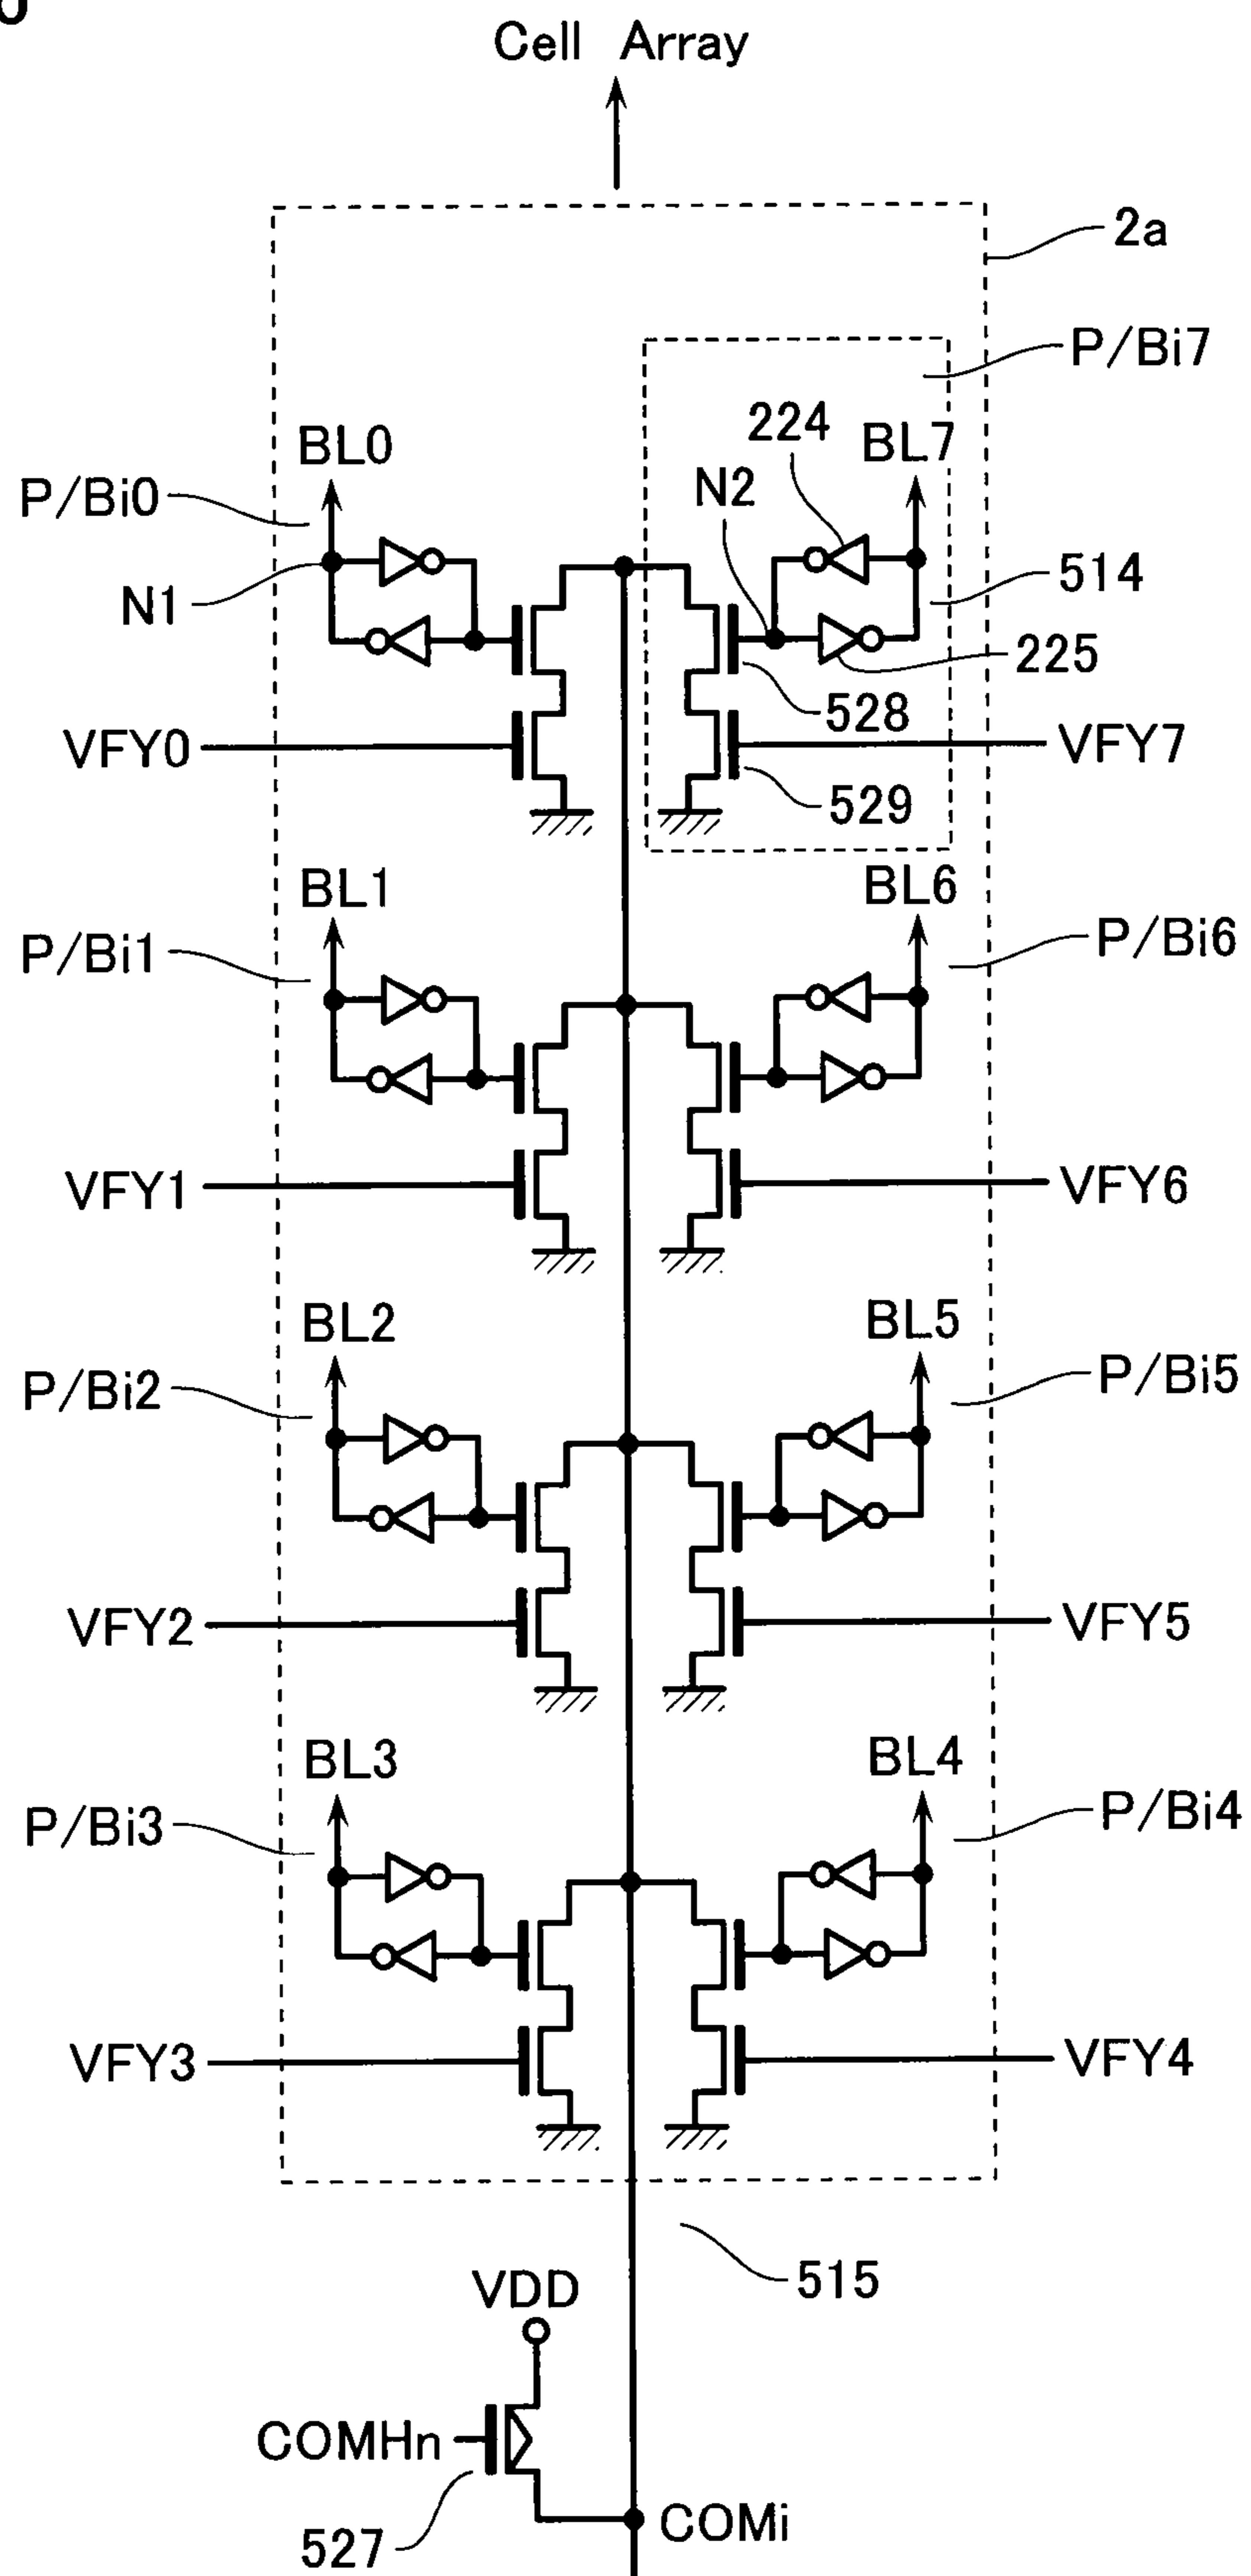 Cell Array
2a
P/Bi7
224
BL0
BL7
P/Bi0
N2
N1
514
225
528
VFY0
VFY7
529
BL1
BL6
P/Bi1
P/Bi6
VFY1
VFY6
BL2
BL5
P/Bi2
P/Bi5
VFY2
VFY5
BL3
BL4
P/Bi3
P/Bi4
VFY3
VFY4
515
VDD
COMHn
COMi
527